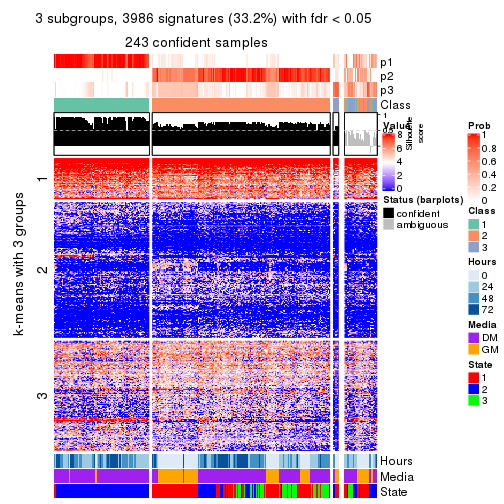 3 subgroups, 3986 signatures (33.2%) with fdr < 0.05
243 confident samples
p1
p2
p3
Class
1
0.5
Silhouette
score
k-means with 3 groups
1
2
3
Hours
Media
State
Value
8
6
4
2
0
Status (barplots)
confident
ambiguous
Prob
1
0.8
0.6
0.4
0.2
0
Class
1
2
3
Hours
0
24
48
72
Media
DM
GM
State
1
2
3